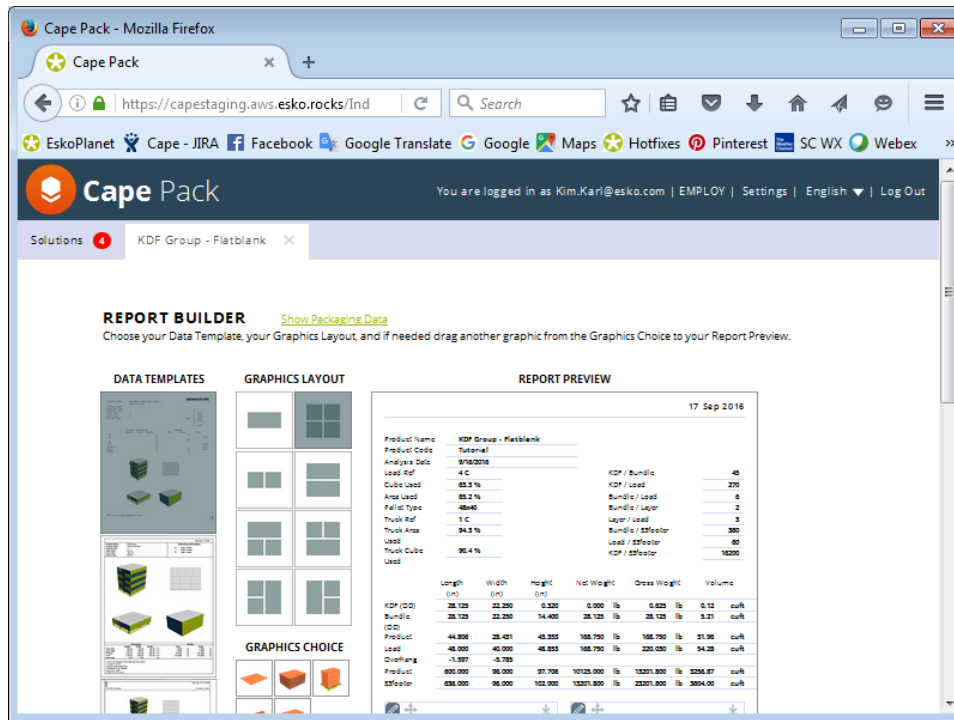 Cape Pack - Mozilla Firefox
Cape Pack
https://capestaging.aws.esko.rocks/Ind
Search
EskoPlanet Cape - JIRA Facebook Google Translate Google Maps Hotfixes Pinterest SC WX Webex »
Cape Pack
You are logged in as Kim.Karl@esko.com | EMPLOY | Settings | English | Log Out
Solutions 4 KDF Group - Flatblank
REPORT BUILDER Show Packaging Data
Choose your Data Template, your Graphics Layout, and if needed drag another graphic from the Graphics Choice to your Report Preview.
DATA TEMPLATES GRAPHICS LAYOUT REPORT PREVIEW
17 Sep 2016
Product Name KDF Group - Flatblank
Product Code Tutorial
Analysis Date 9/16/2016
Load Ref 4 C KDF / Bundle 45
Cube Used 63.3 % KDF / Load 270
Area Used 65.2 % Bundle / Load 6
Pallet Type 48x40 Bundle / Layer 2
Truck Ref 1 C Layer / Load 3
Truck Area Used 94.3 % Bundle / 53footer 360
Load / 53footer 60
Truck Cube Used 90.4 % KDF / 53footer 16200
Length (in) Width (in) Height (in) Net Weight Gross Weight Volume
KDF (OD) 28.125 22.250 0.320 0.000 lb 0.625 lb 0.12 cuft
Bundle (OD) 28.125 22.250 14.400 28.125 lb 28.125 lb 5.21 cuft
Product 44.806 28.431 43.353 168.750 lb 168.750 lb 31.96 cuft
Load 48.000 40.000 48.853 168.750 lb 220.030 lb 54.28 cuft
Overhang -1.597 -5.785
Product 600.000 96.000 97.706 10125.000 lb 13201.800 lb 3256.87 cuft
53footer 636.000 96.000 102.000 13201.800 lb 23201.800 lb 3604.00 cuft
GRAPHICS CHOICE